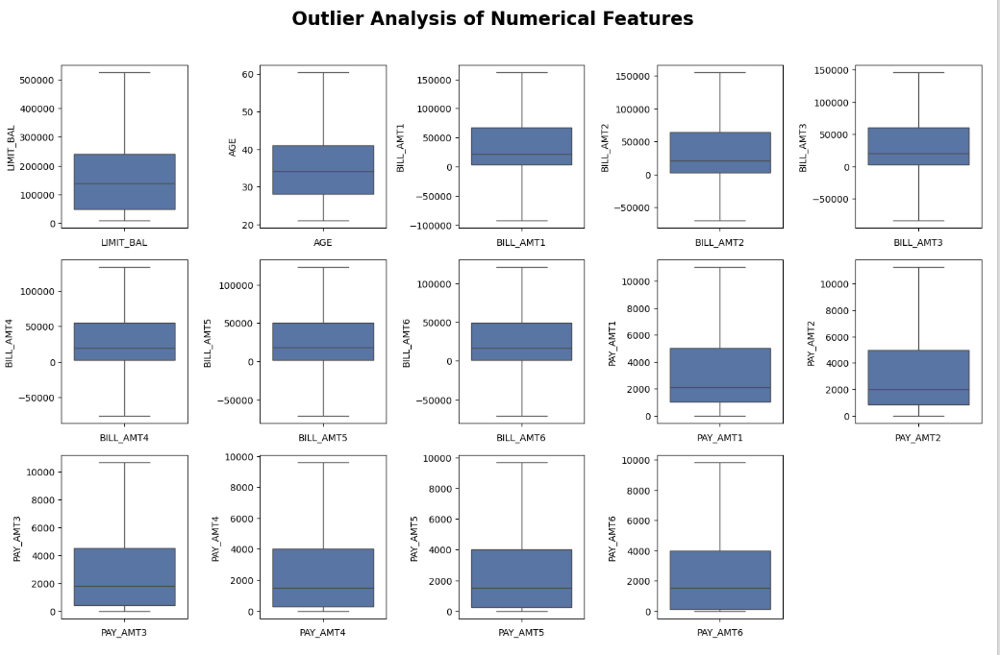 Outlier Analysis of Numerical Features
500000
400000
300000
200000
100000
0
LIMIT_BAL
LIMIT_BAL
60
50
40
30
20
AGE
AGE
150000
100000
50000
0
−50000
−100000
BILL_AMT1
BILL_AMT1
150000
100000
50000
0
−50000
BILL_AMT2
BILL_AMT2
150000
100000
50000
0
−50000
BILL_AMT3
BILL_AMT3
100000
50000
0
−50000
BILL_AMT4
BILL_AMT4
100000
50000
0
−50000
BILL_AMT5
BILL_AMT5
100000
50000
0
−50000
BILL_AMT6
BILL_AMT6
10000
8000
6000
4000
2000
0
PAY_AMT1
PAY_AMT1
10000
8000
6000
4000
2000
0
PAY_AMT2
PAY_AMT2
10000
8000
6000
4000
2000
0
PAY_AMT3
PAY_AMT3
10000
8000
6000
4000
2000
0
PAY_AMT4
PAY_AMT4
10000
8000
6000
4000
2000
0
PAY_AMT5
PAY_AMT5
10000
8000
6000
4000
2000
0
PAY_AMT6
PAY_AMT6